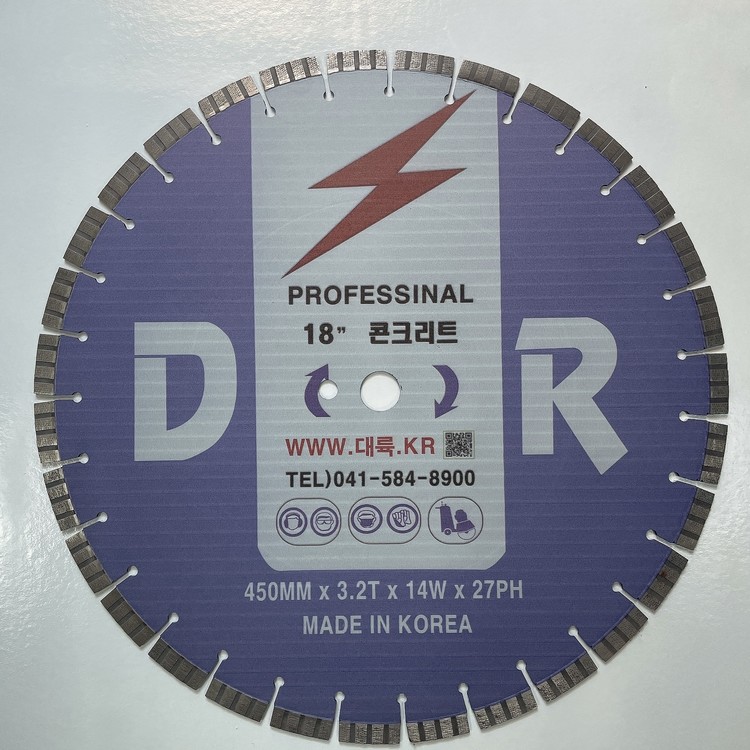 PROFESSINAL
18" 콘크리트
D R
WWW.대륙.KR
TEL)041-584-8900
450MM x 3.2T x 14W x 27PH
MADE IN KOREA